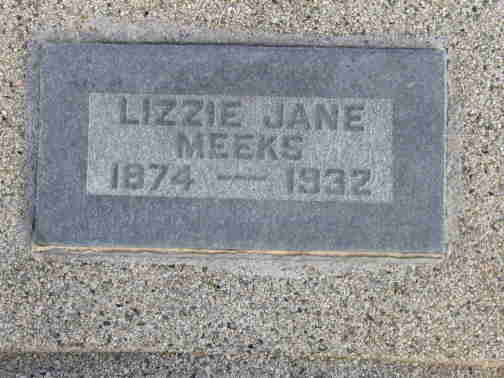 LIZZIE JANE
MEEKS
1874 — 1932